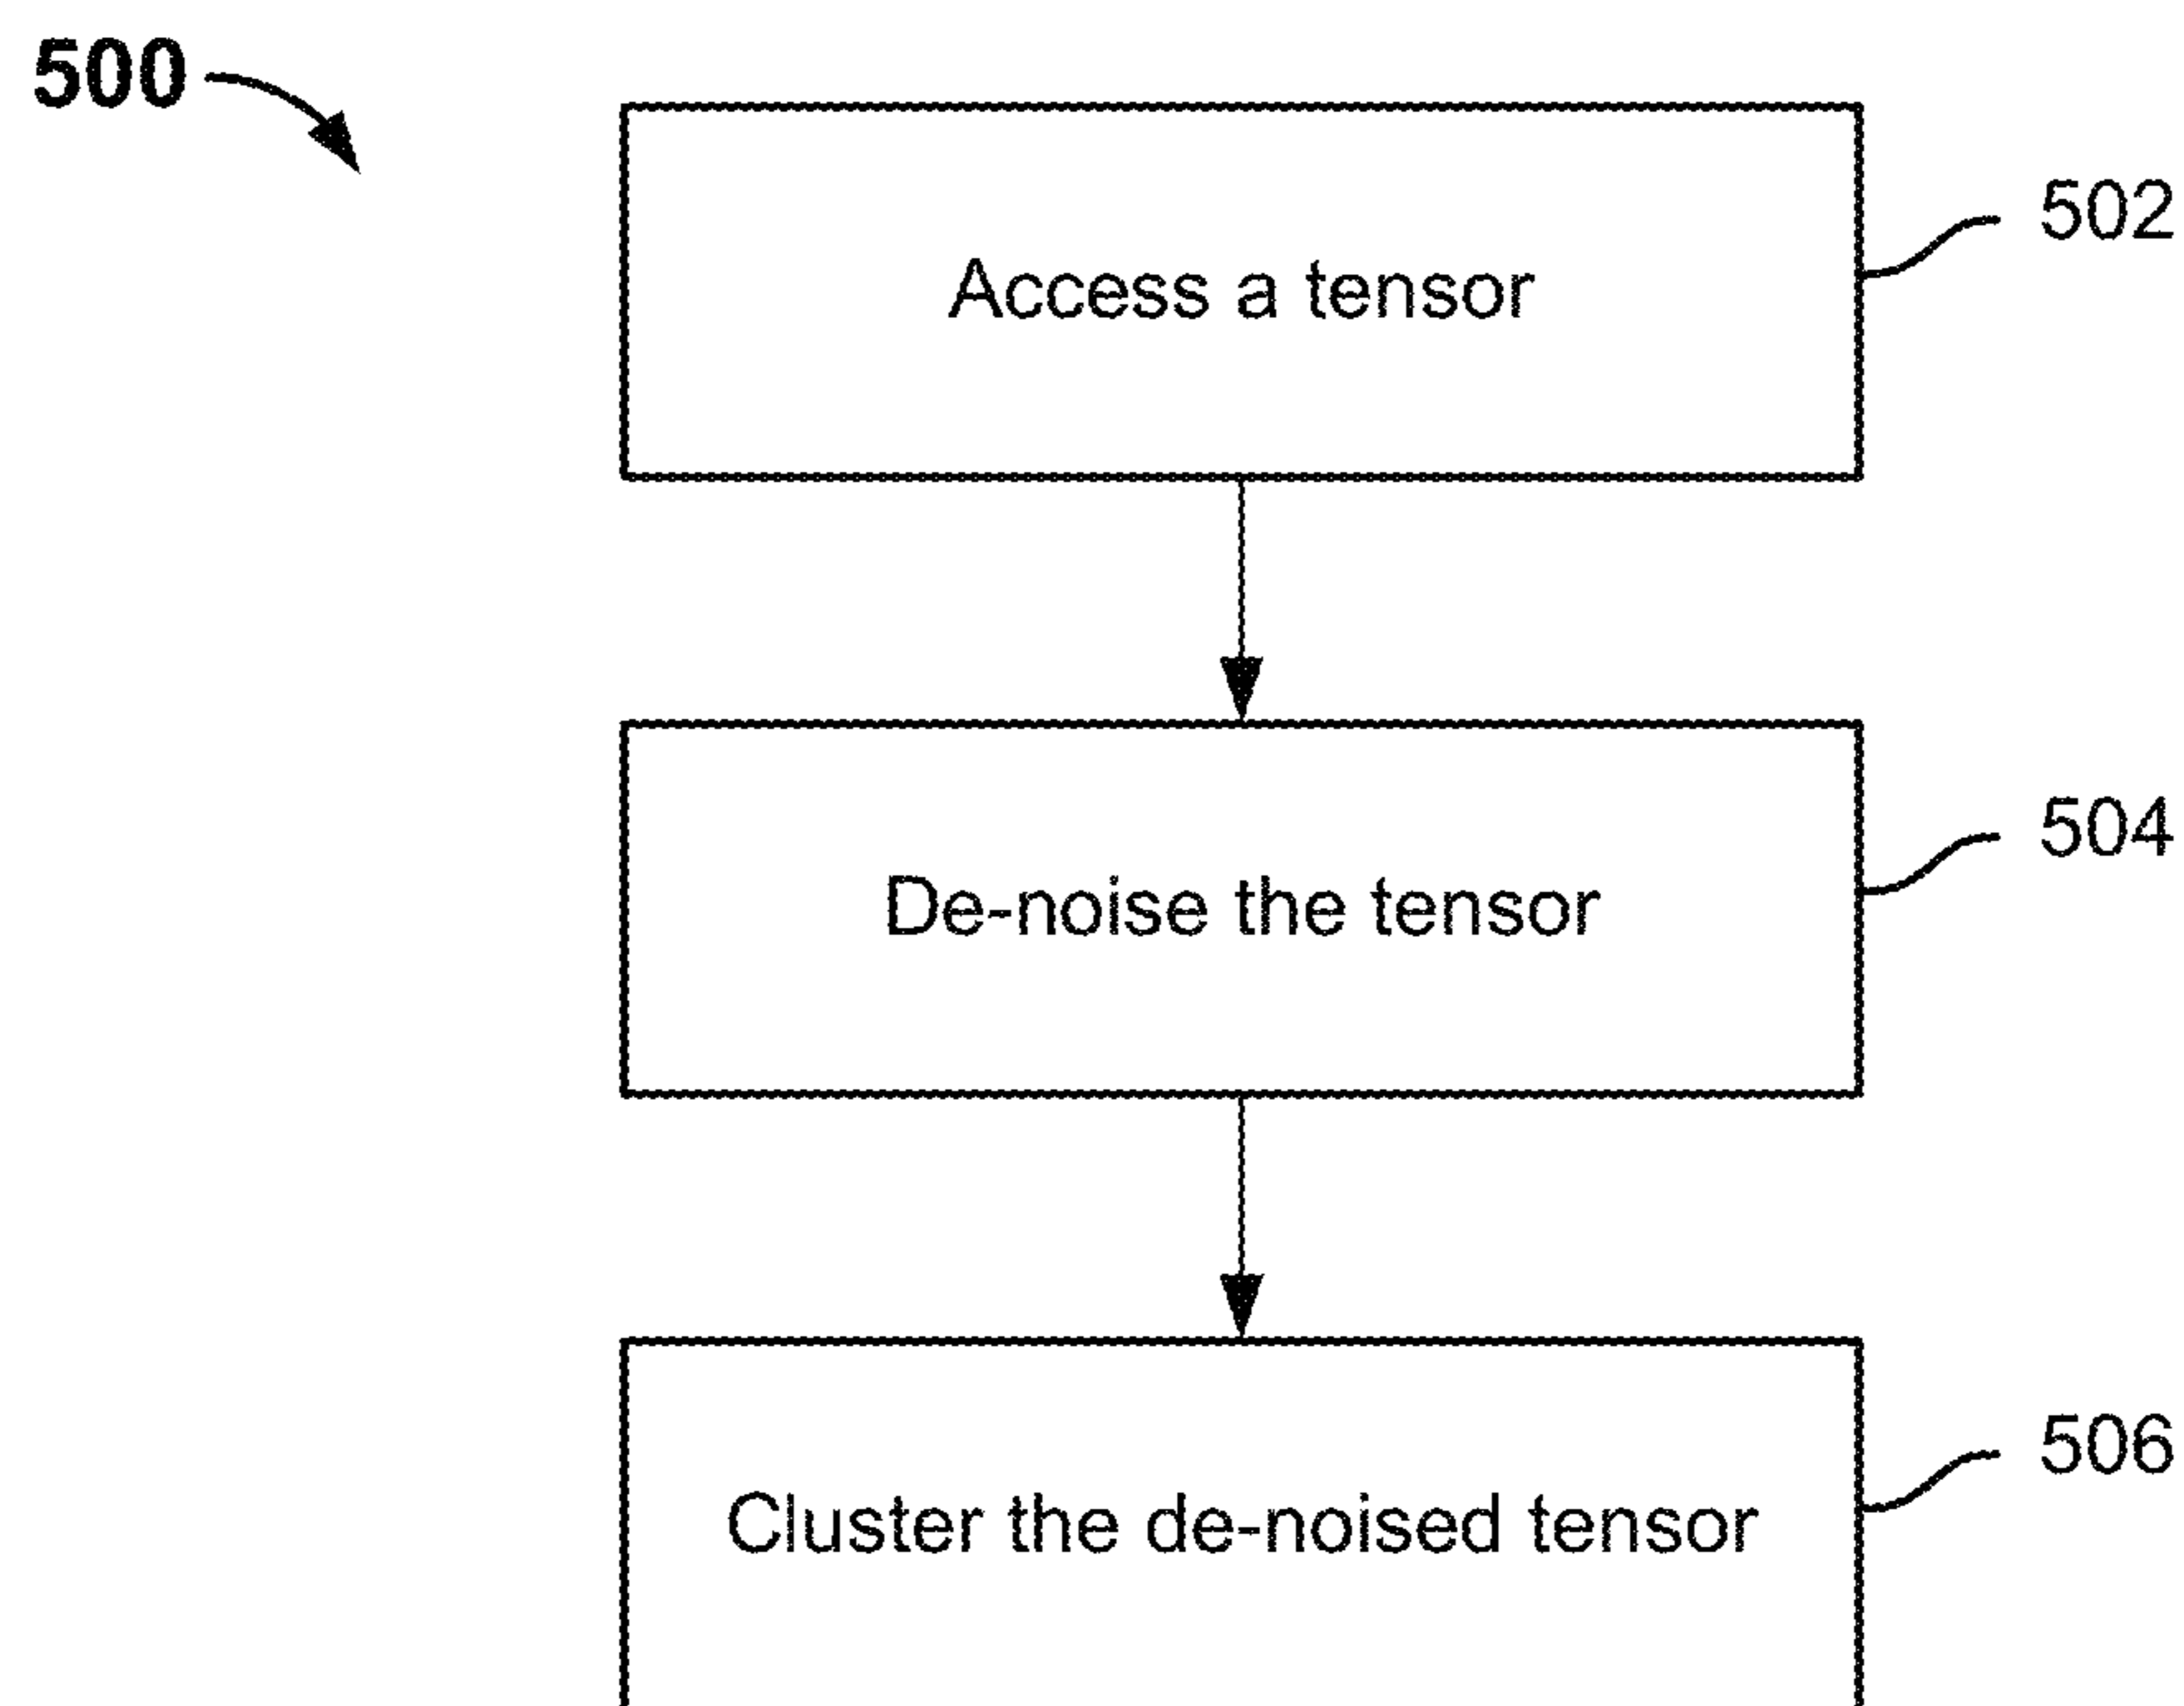 500
Access a tensor
502
De-noise the tensor
504
Cluster the de-noised tensor
506